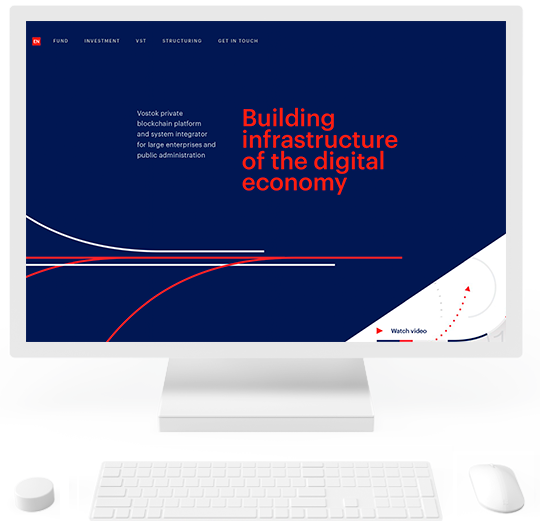 EN FUND INVESTMENT VST STRUCTURING GET IN TOUCH
Vostok private
blockchain platform
and system integrator
for large enterprises and
public administration
Building
infrastructure
of the digital
economy
Watch video